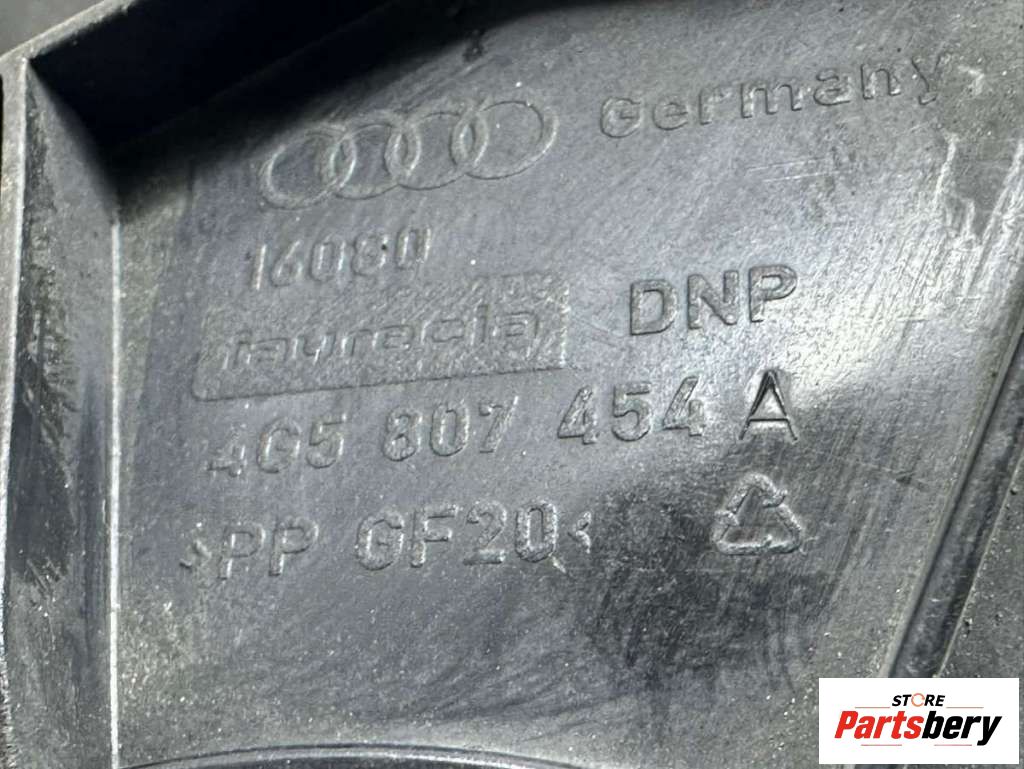 Germany
16080
faurecia
DNP
4G5 807 454 A
>PP GF20<
STORE
Partsbery